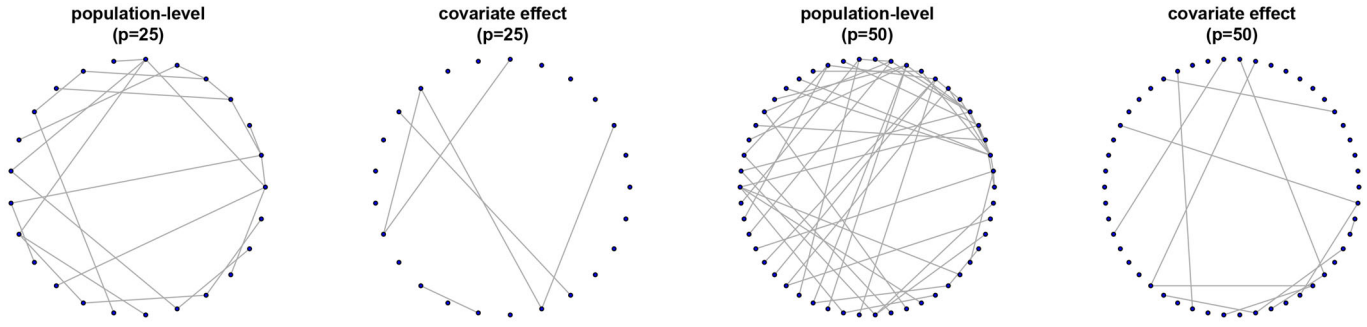 population-level
(p=25)
covariate effect
(p=25)
population-level
(p=50)
covariate effect
(p=50)